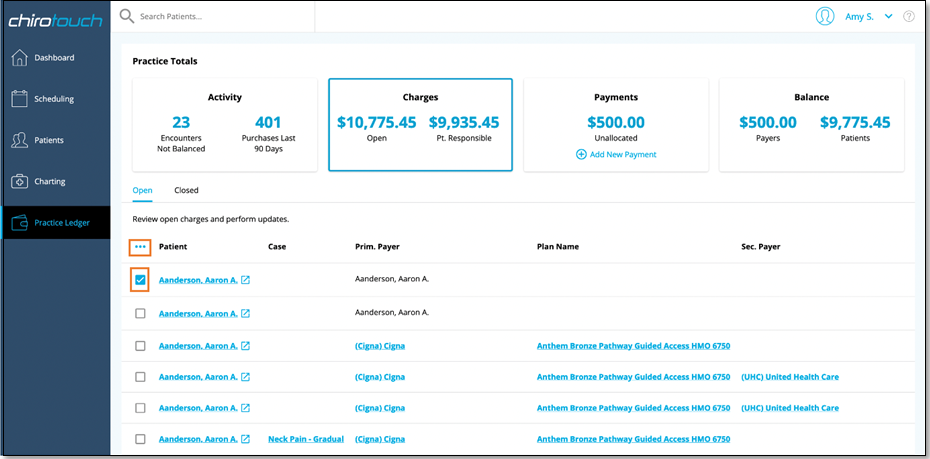 chirotouch
Search Patients...
Amy S.
?
Dashboard
Scheduling
Patients
Charting
Practice Ledger
Practice Totals
Activity
23 401
Encounters Purchases Last
Not Balanced 90 Days
Charges
$10,775.45 $9,935.45
Open Pt. Responsible
Payments
$500.00
Unallocated
Add New Payment
Balance
$500.00 $9,775.45
Payers Patients
Open Closed
Review open charges and perform updates.
... Patient Case Prim. Payer Plan Name Sec. Payer
Aanderson, Aaron A. Aanderson, Aaron A.
Aanderson, Aaron A. Aanderson, Aaron A.
Aanderson, Aaron A. (Cigna) Cigna Anthem Bronze Pathway Guided Access HMO 6750
Aanderson, Aaron A. (Cigna) Cigna Anthem Bronze Pathway Guided Access HMO 6750 (UHC) United Health Care
Aanderson, Aaron A. (Cigna) Cigna Anthem Bronze Pathway Guided Access HMO 6750 (UHC) United Health Care
Aanderson, Aaron A. Neck Pain - Gradual (Cigna) Cigna Anthem Bronze Pathway Guided Access HMO 6750